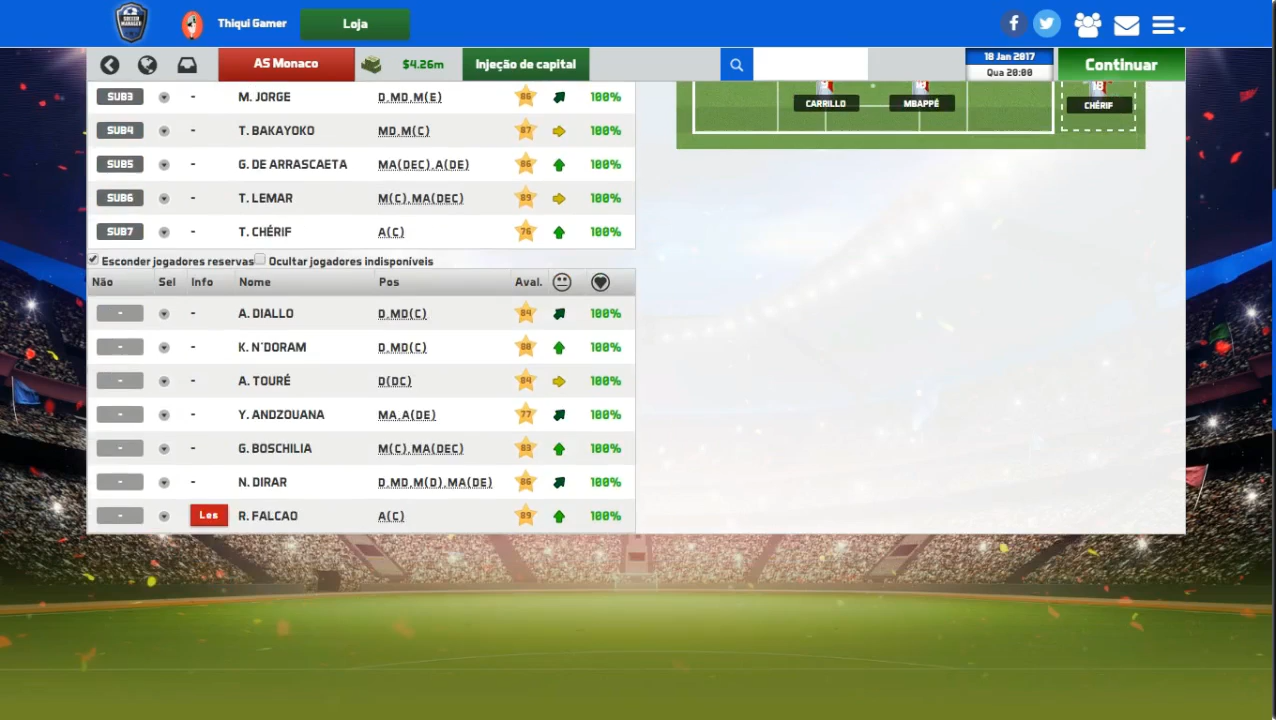 SOCCER MANAGER
Thiqui Gamer
Loja
AS Monaco
$4.26m
Injeção de capital
18 Jan 2017
Qua 20:00
Continuar
SUB3 - M. JORGE D,MD,M(E) 86 100%
SUB4 - T. BAKAYOKO MD,M(C) 87 100%
SUB5 - G. DE ARRASCAETA MA(DEC),A(DE) 86 100%
SUB6 - T. LEMAR M(C),MA(DEC) 89 100%
SUB7 - T. CHÉRIF A(C) 76 100%
CARRILLO MBAPPÉ CHÉRIF
Esconder jogadores reservas Ocultar jogadores indisponíveis
Não Sel Info Nome Pos Aval.
- - A. DIALLO D,MD(C) 84 100%
- - K. N'DORAM D,MD(C) 80 100%
- - A. TOURÉ D(DC) 84 100%
- - Y. ANDZOUANA MA,A(DE) 77 100%
- - G. BOSCHILIA M(C),MA(DEC) 83 100%
- - N. DIRAR D,MD,M(D),MA(DE) 86 100%
- Les R. FALCAO A(C) 89 100%